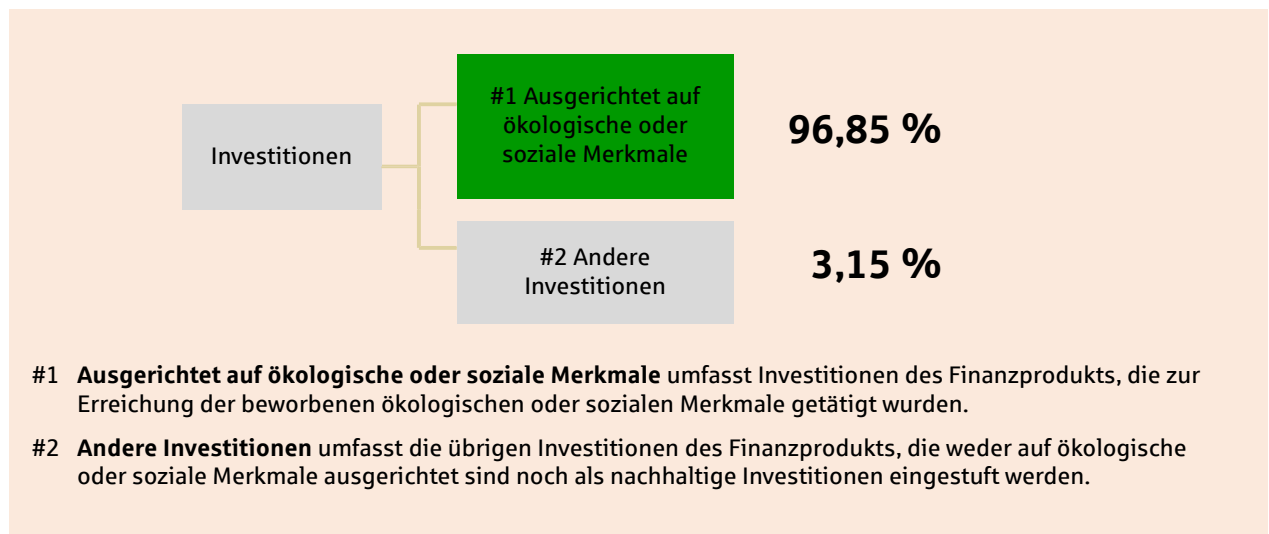 #1 Ausgerichtet auf
ökologische oder
soziale Merkmale
96,85 %
Investitionen
#2 Andere
Investitionen
3,15 %
#1 Ausgerichtet auf ökologische oder soziale Merkmale umfasst Investitionen des Finanzprodukts, die zur
Erreichung der beworbenen ökologischen oder sozialen Merkmale getätigt wurden.
#2 Andere Investitionen umfasst die übrigen Investitionen des Finanzprodukts, die weder auf ökologische
oder soziale Merkmale ausgerichtet sind noch als nachhaltige Investitionen eingestuft werden.